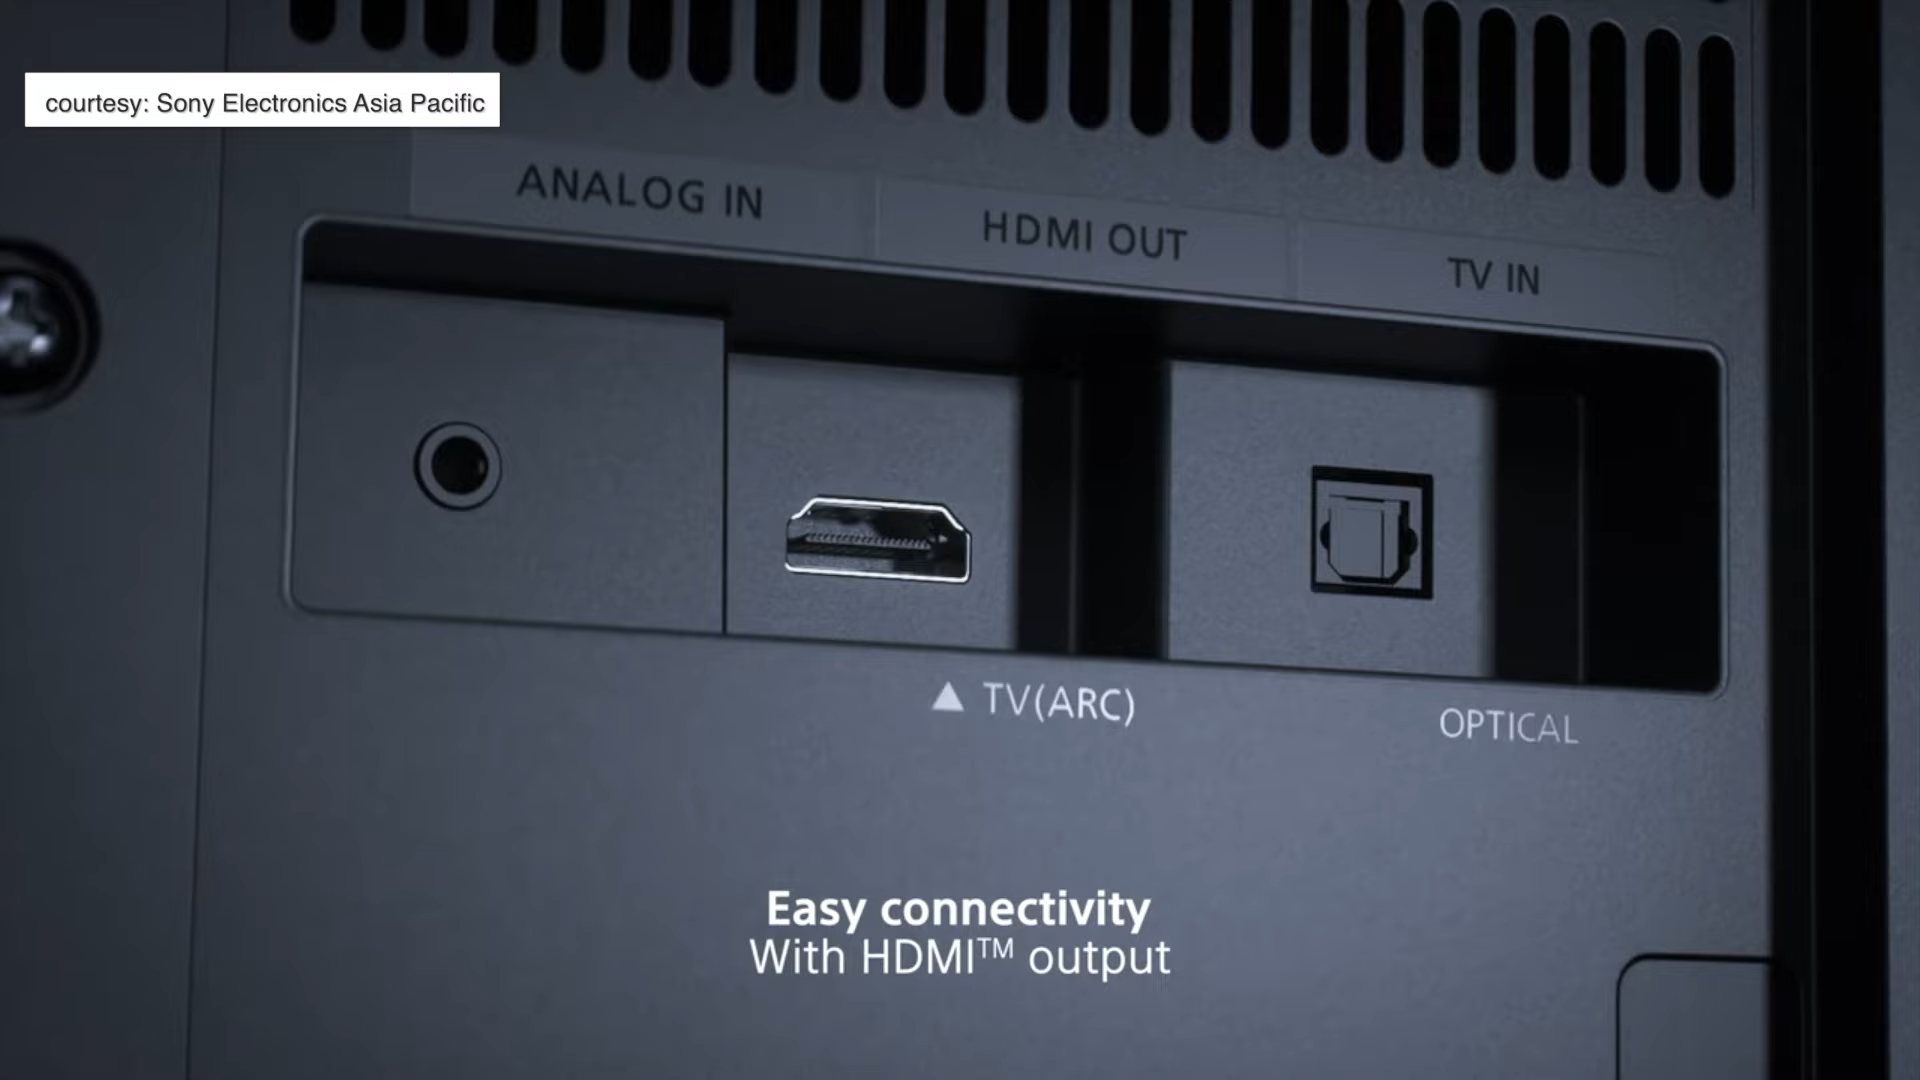 courtesy: Sony Electronics Asia Pacific
ANALOG IN
HDMI OUT
TV IN
▲ TV(ARC)
OPTICAL
Easy connectivity
With HDMI™ output